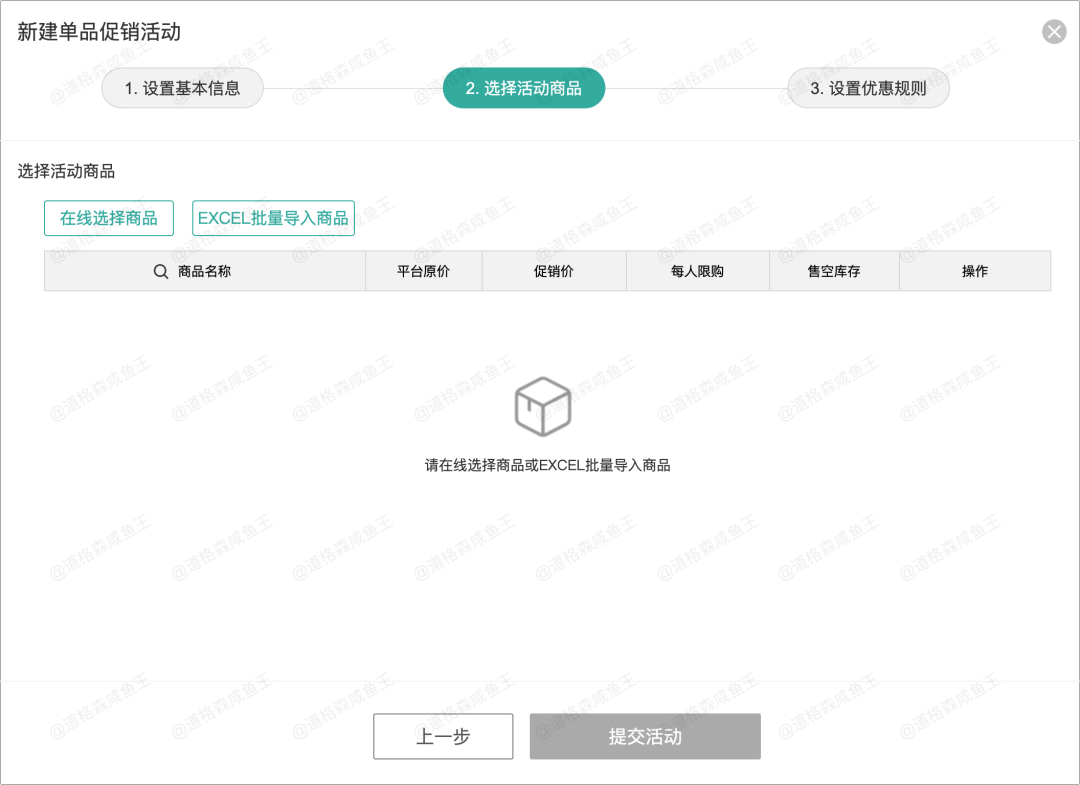 新建单品促销活动
1. 设置基本信息
2. 选择活动商品
3. 设置优惠规则
选择活动商品
在线选择商品 EXCEL批量导入商品
商品名称 平台原价 促销价 每人限购 售空库存 操作
请在线选择商品或EXCEL批量导入商品
上一步 提交活动
@道格森咸鱼王